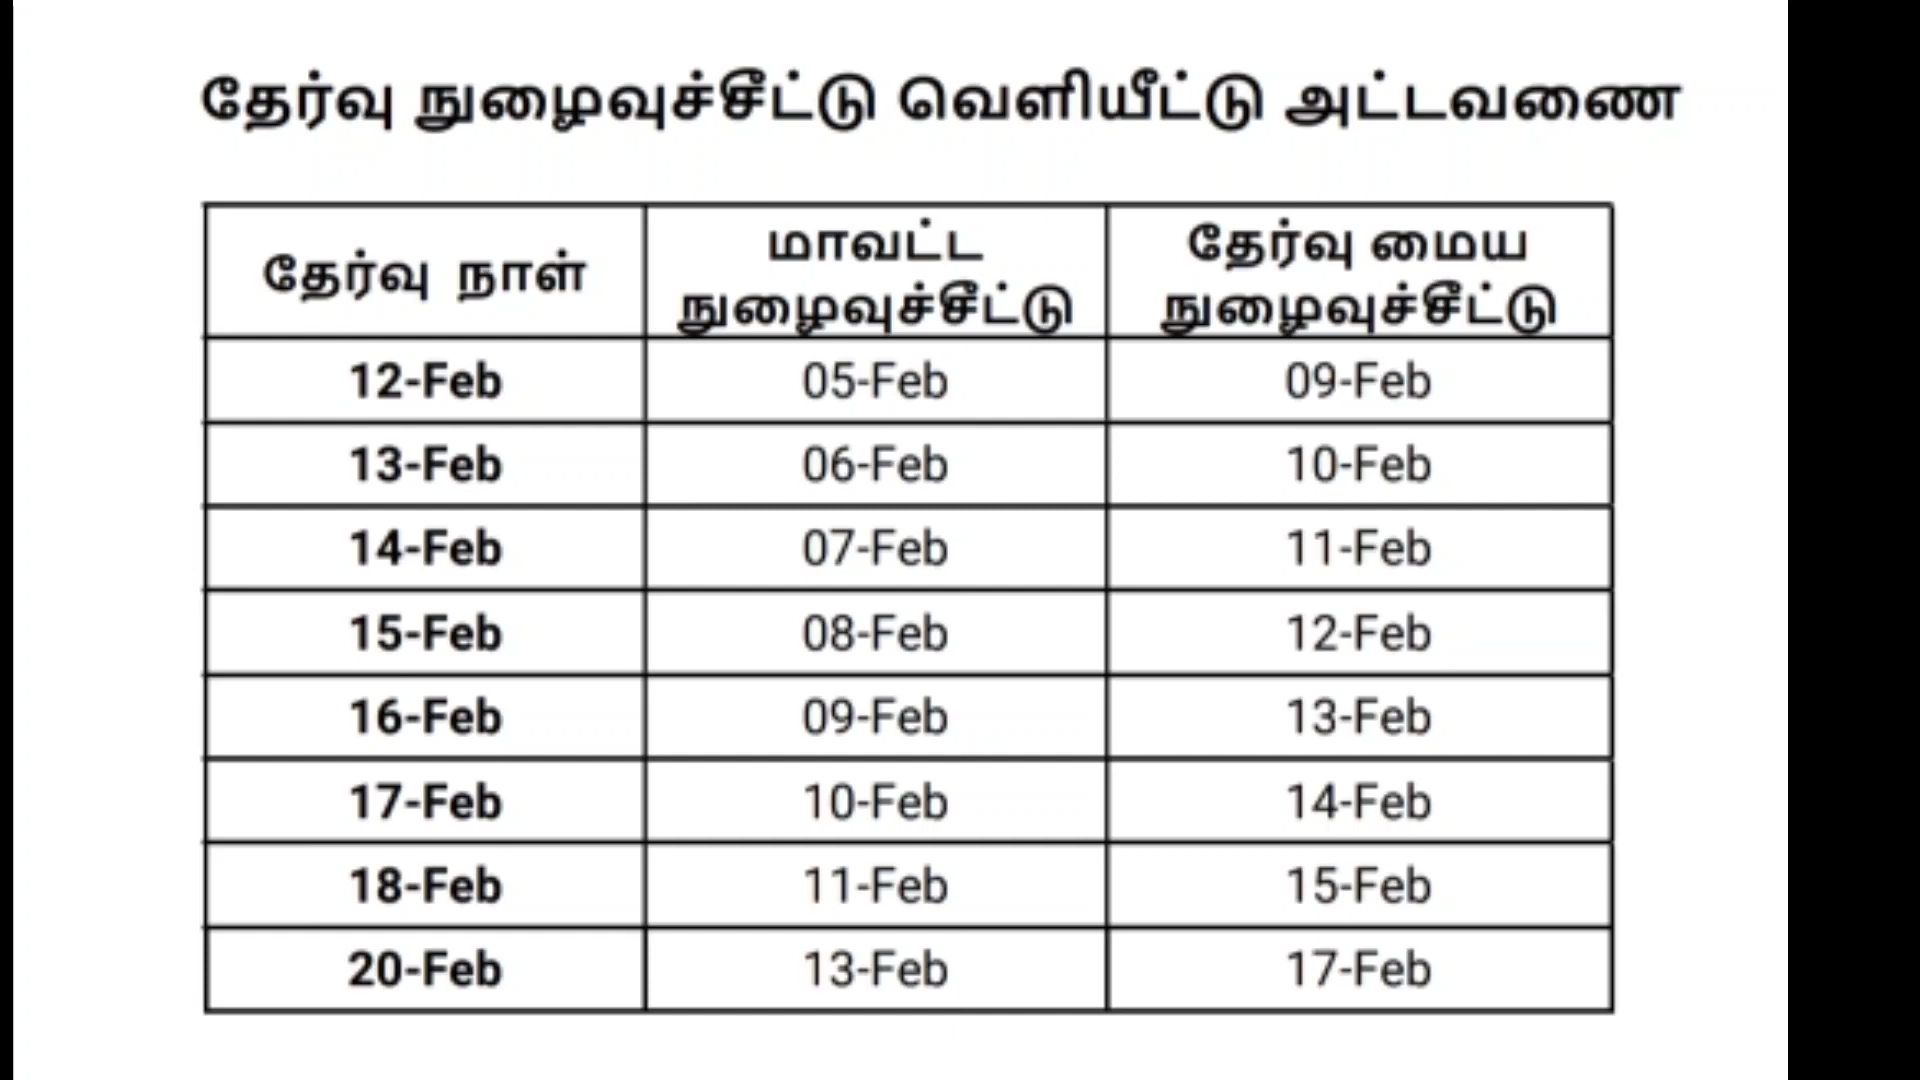 தேர்வு நுழைவுச்சீட்டு வெளியீட்டு அட்டவணை
தேர்வு நாள்
மாவட்ட
நுழைவுச்சீட்டு
தேர்வு மைய
நுழைவுச்சீட்டு
12-Feb 05-Feb 09-Feb
13-Feb 06-Feb 10-Feb
14-Feb 07-Feb 11-Feb
15-Feb 08-Feb 12-Feb
16-Feb 09-Feb 13-Feb
17-Feb 10-Feb 14-Feb
18-Feb 11-Feb 15-Feb
20-Feb 13-Feb 17-Feb